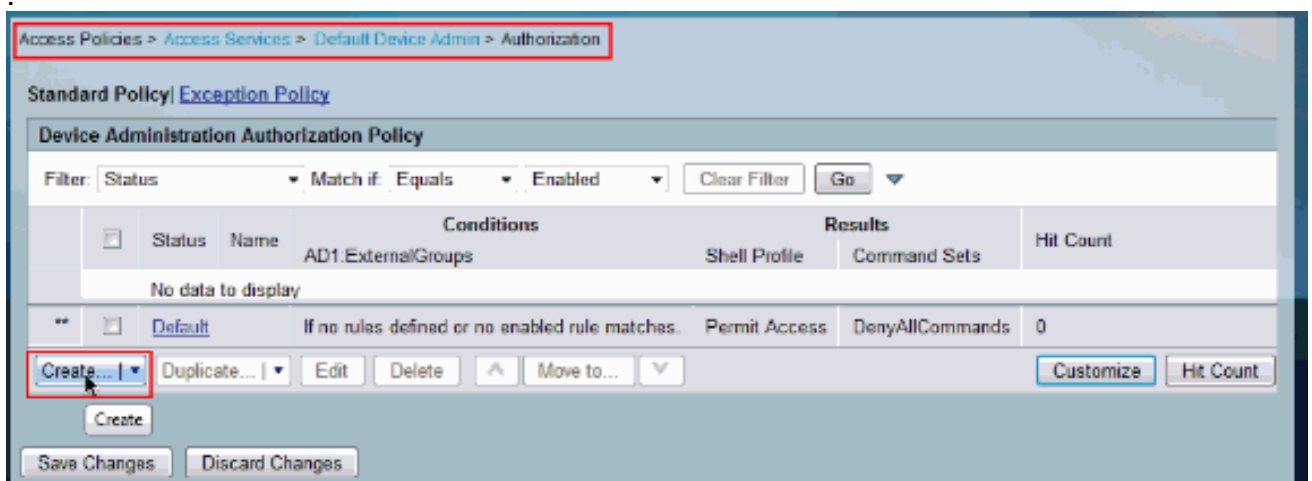 .
Access Policies > Access Services > Default Device Admin > Authorization
Standard Policy| Exception Policy
Device Administration Authorization Policy
Filter: Status Match if: Equals Enabled Clear Filter Go
Conditions Results
Status Name Hit Count
AD1:ExternalGroups Shell Profile Command Sets
No data to display
** Default If no rules defined or no enabled rule matches. Permit Access DenyAllCommands 0
Create... | Duplicate... | Edit Delete Move to... Customize Hit Count
Create
Save Changes Discard Changes